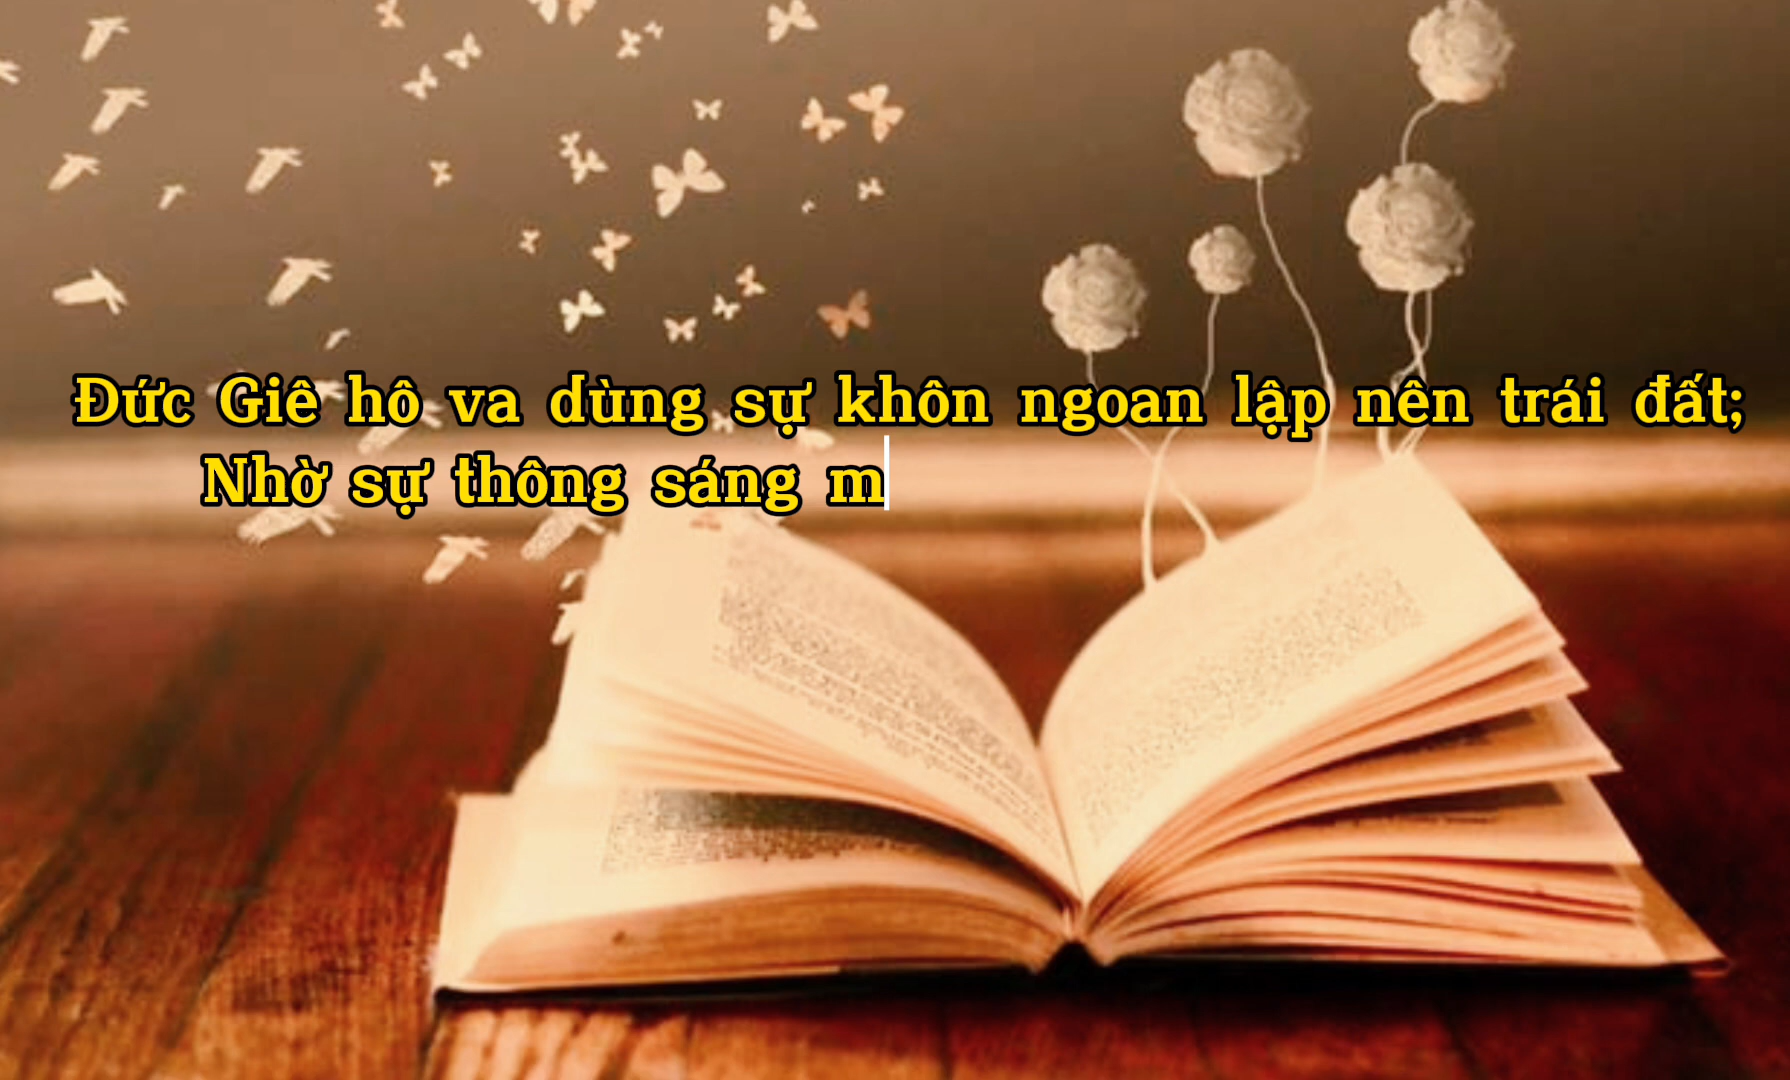 Đức Giê hô va dùng sự khôn ngoan lập nên trái đất;
Nhờ sự thông sáng m